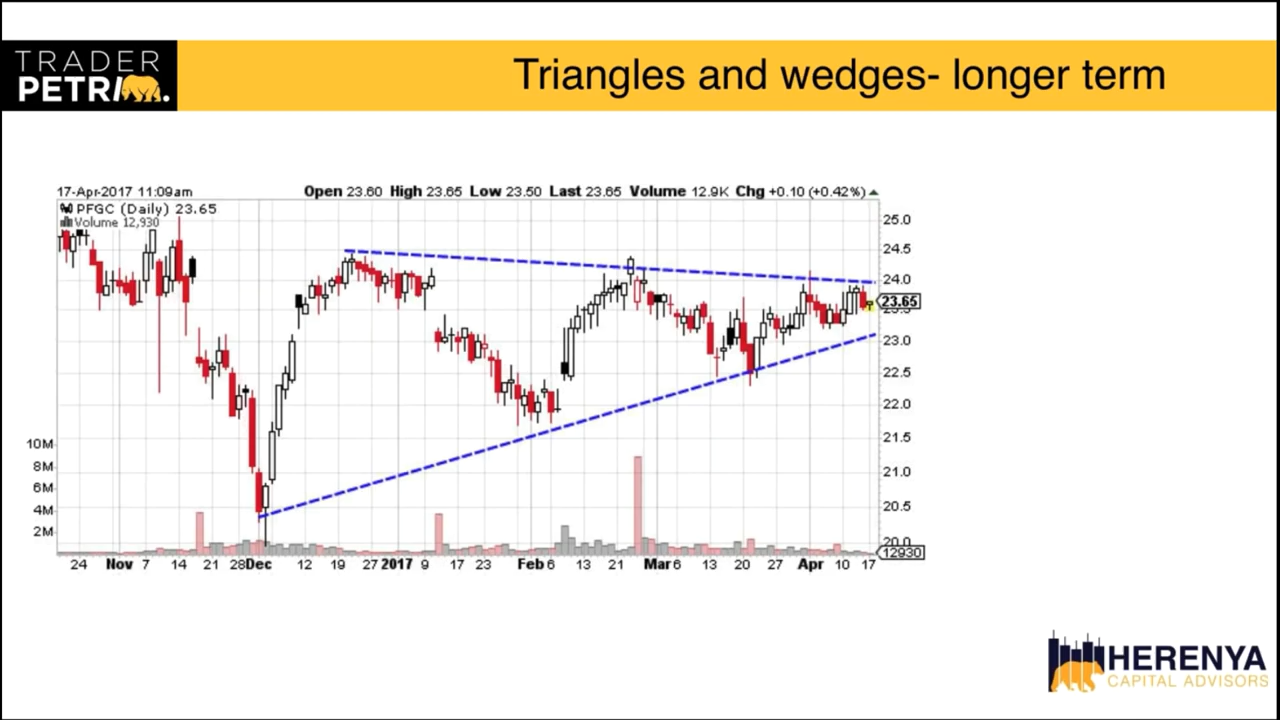 TRADER
PETRI.
Triangles and wedges- longer term
17-Apr-2017 11:09am Open 23.60 High 23.65 Low 23.50 Last 23.65 Volume 12.9K Chg +0.10 (+0.42%)
PFGC (Daily) 23.65
Volume 12,930
25.0
24.5
24.0
23.65
23.5
23.0
22.5
22.0
21.5
21.0
20.5
20.0
10M
8M
6M
4M
2M
12930
24 Nov 7 14 21 28 Dec 12 19 27 2017 9 17 23 Feb 6 13 21 Mar 6 13 20 27 Apr 10 17
HERENYA
CAPITAL ADVISORS